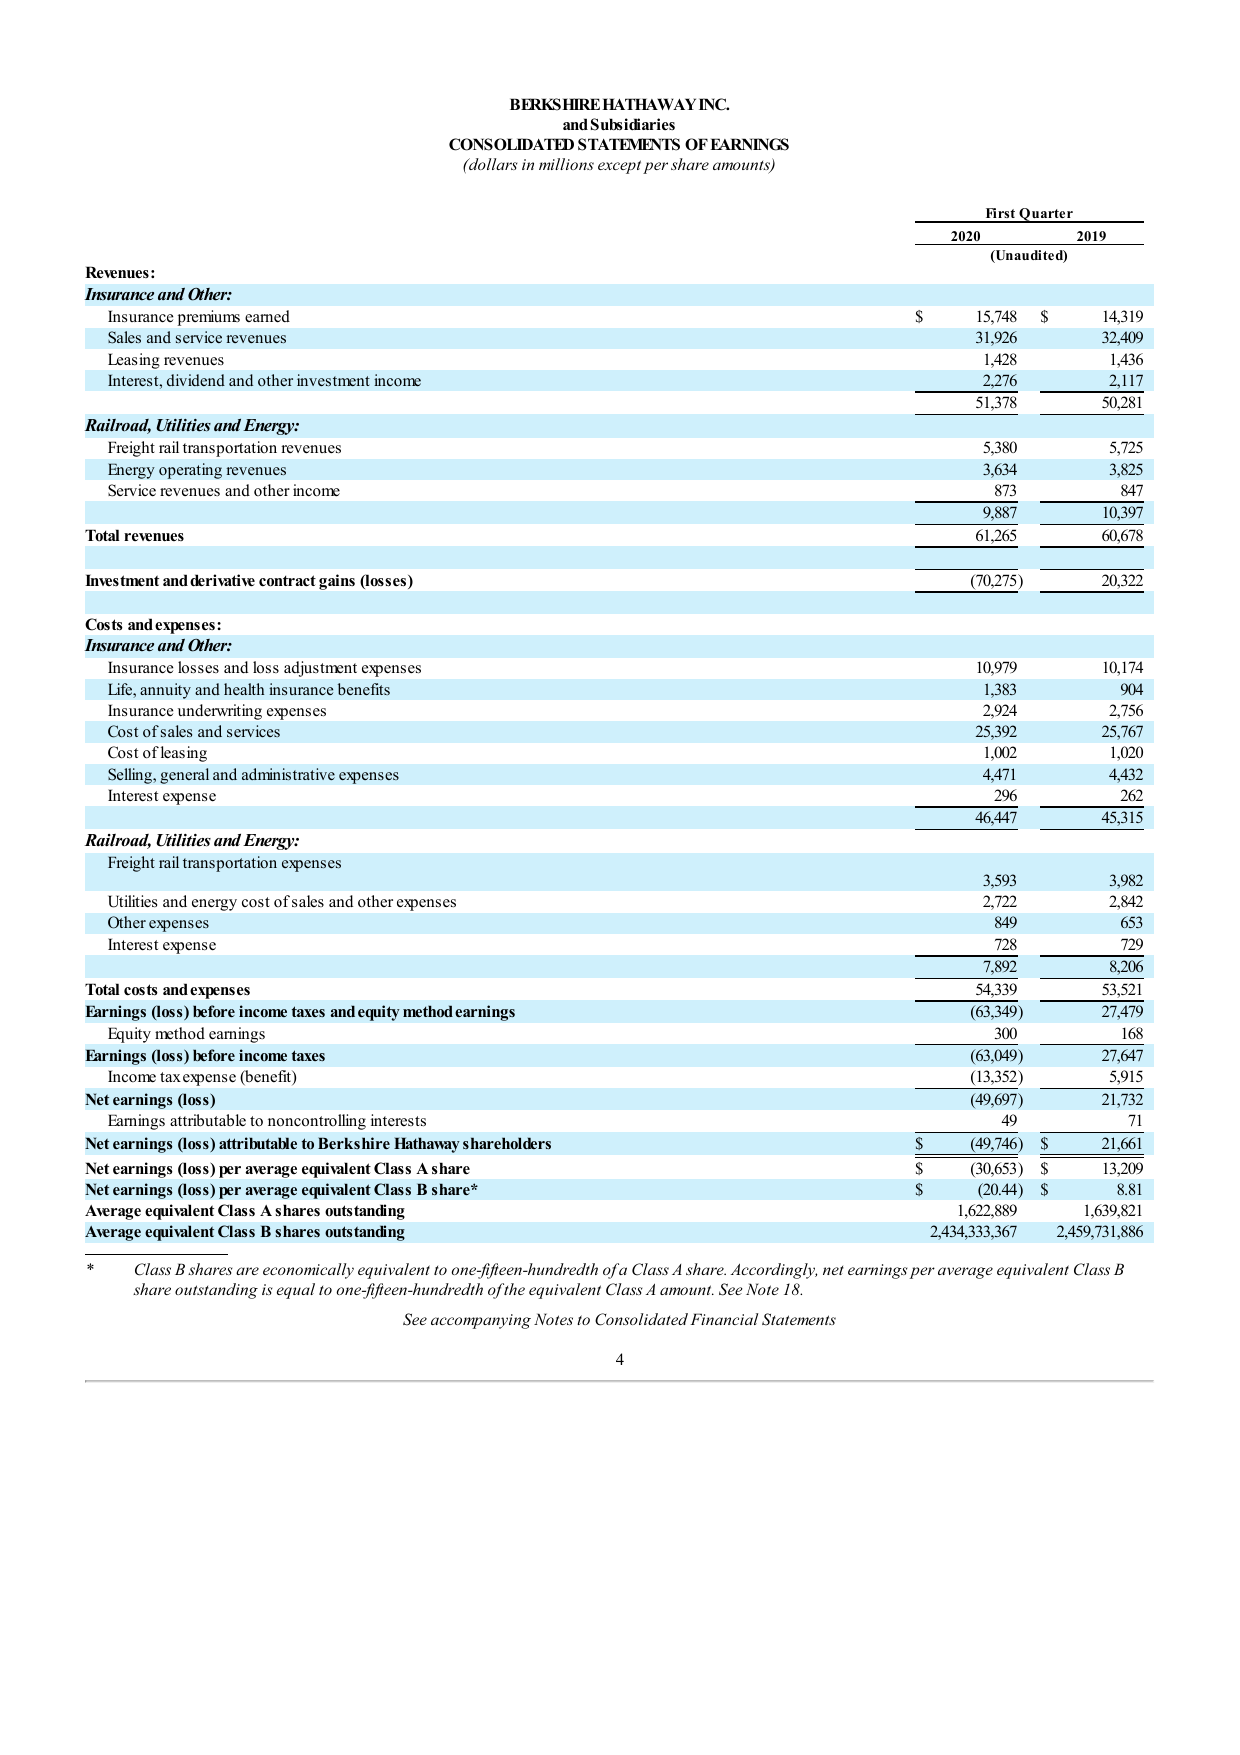 BERKSHIRE HATHAWAY INC.
and Subsidiaries
CONSOLIDATED STATEMENTS OF EARNINGS
(dollars in millions except per share amounts)
First Quarter
2020 2019
(Unaudited)
Revenues:
Insurance and Other:
Insurance premiums earned $ 15,748 $ 14,319
Sales and service revenues 31,926 32,409
Leasing revenues 1,428 1,436
Interest, dividend and other investment income 2,276 2,117
51,378 50,281
Railroad, Utilities and Energy:
Freight rail transportation revenues 5,380 5,725
Energy operating revenues 3,634 3,825
Service revenues and other income 873 847
9,887 10,397
Total revenues 61,265 60,678
Investment and derivative contract gains (losses) (70,275) 20,322
Costs and expenses:
Insurance and Other:
Insurance losses and loss adjustment expenses 10,979 10,174
Life, annuity and health insurance benefits 1,383 904
Insurance underwriting expenses 2,924 2,756
Cost of sales and services 25,392 25,767
Cost of leasing 1,002 1,020
Selling, general and administrative expenses 4,471 4,432
Interest expense 296 262
46,447 45,315
Railroad, Utilities and Energy:
Freight rail transportation expenses
3,593 3,982
Utilities and energy cost of sales and other expenses 2,722 2,842
Other expenses 849 653
Interest expense 728 729
7,892 8,206
Total costs and expenses 54,339 53,521
Earnings (loss) before income taxes and equity method earnings (63,349) 27,479
Equity method earnings 300 168
Earnings (loss) before income taxes (63,049) 27,647
Income tax expense (benefit) (13,352) 5,915
Net earnings (loss) (49,697) 21,732
Earnings attributable to noncontrolling interests 49 71
Net earnings (loss) attributable to Berkshire Hathaway shareholders $ (49,746) $ 21,661
Net earnings (loss) per average equivalent Class A share $ (30,653) $ 13,209
Net earnings (loss) per average equivalent Class B share* $ (20.44) $ 8.81
Average equivalent Class A shares outstanding 1,622,889 1,639,821
Average equivalent Class B shares outstanding 2,434,333,367 2,459,731,886
* Class B shares are economically equivalent to one-fifteen-hundredth of a Class A share. Accordingly, net earnings per average equivalent Class B
share outstanding is equal to one-fifteen-hundredth of the equivalent Class A amount. See Note 18.
See accompanying Notes to Consolidated Financial Statements
4